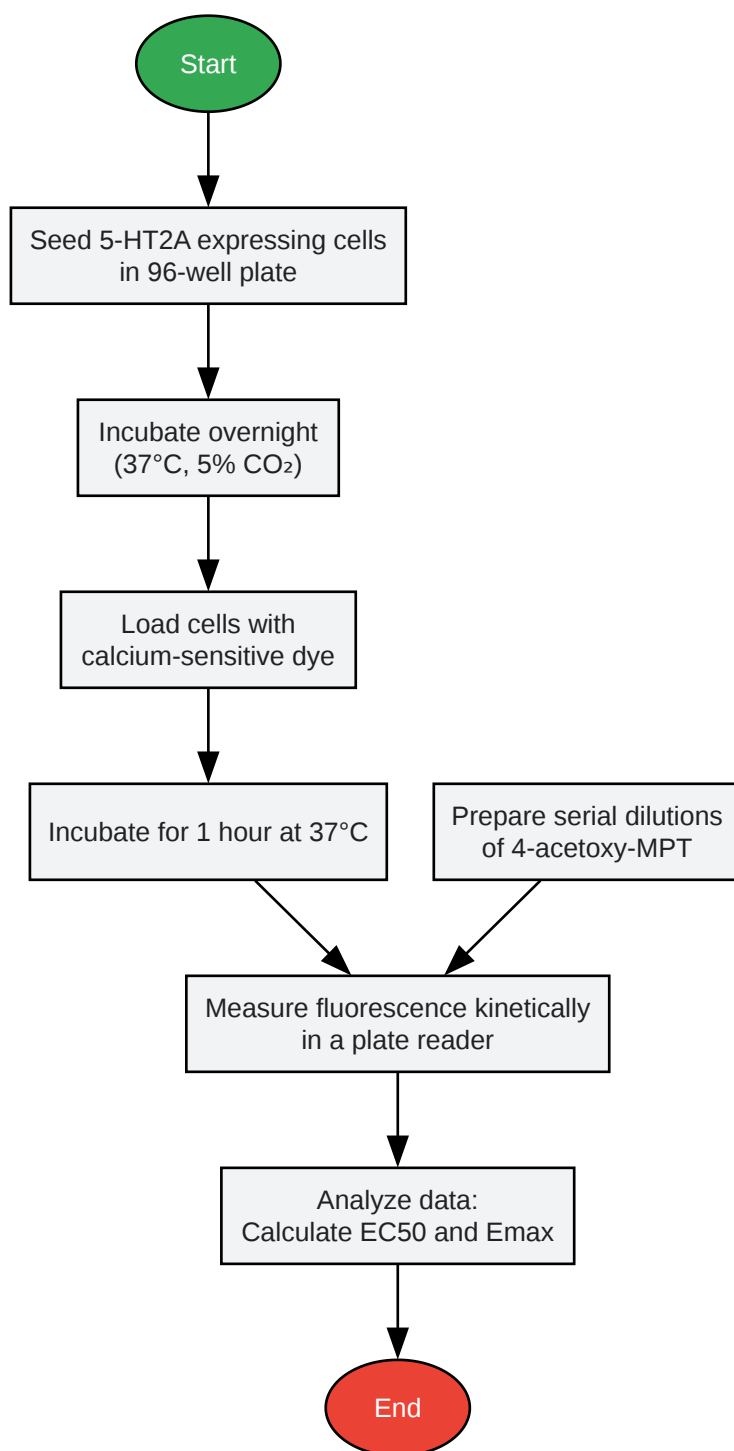 Start
Seed 5-HT2A expressing cells
in 96-well plate
Incubate overnight
(37°C, 5% CO₂)
Load cells with
calcium-sensitive dye
Incubate for 1 hour at 37°C
Prepare serial dilutions
of 4-acetoxy-MPT
Measure fluorescence kinetically
in a plate reader
Analyze data:
Calculate EC50 and Emax
End